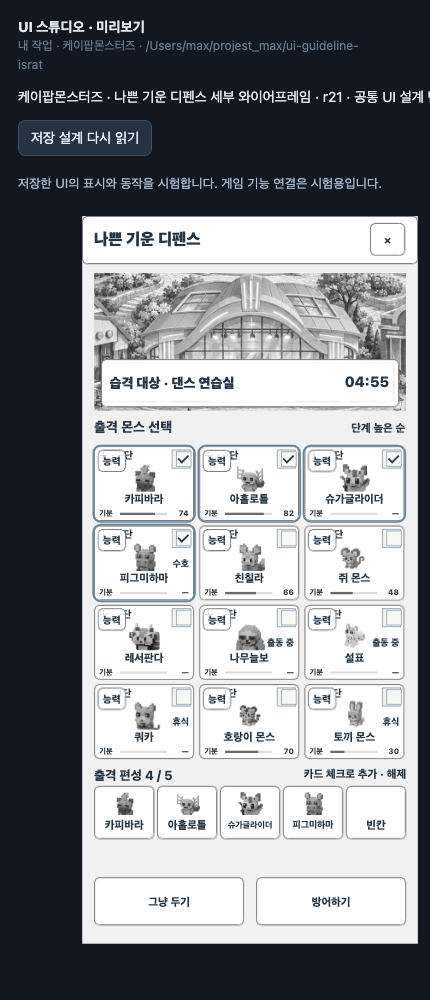 UI 스튜디오 · 미리보기
내 작업 · 케이팝몬스터즈 · /Users/max/projest_max/ui-guideline-
israt
케이팝몬스터즈 · 나쁜 기운 디펜스 세부 와이어프레임 · r21 · 공통 UI 설계
저장 설계 다시 읽기
저장한 UI의 표시와 동작을 시험합니다. 게임 기능 연결은 시험용입니다.
나쁜 기운 디펜스
×
습격 대상 · 댄스 연습실 04:55
출격 몬스 선택 단계 높은 순
능력 단 능력 단 능력 단
카피바라 아홀로틀 슈가글라이더
기분 74 기분 82 기분 –
능력 단 능력 단 능력 단
수호
피그미하마 친칠라 쥐 몬스
기분 – 기분 66 기분 48
능력 단 능력 단 능력 단
출동 중 출동 중
레서판다 나무늘보 설표
기분 – 기분 – 기분 –
능력 단 능력 단 능력 단
휴식 휴식
쿼카 호랑이 몬스 토끼 몬스
기분 – 기분 70 기분 30
출격 편성 4 / 5 카드 체크로 추가 · 해제
카피바라 아홀로틀 슈가글라이더 피그미하마 빈칸
그냥 두기 방어하기